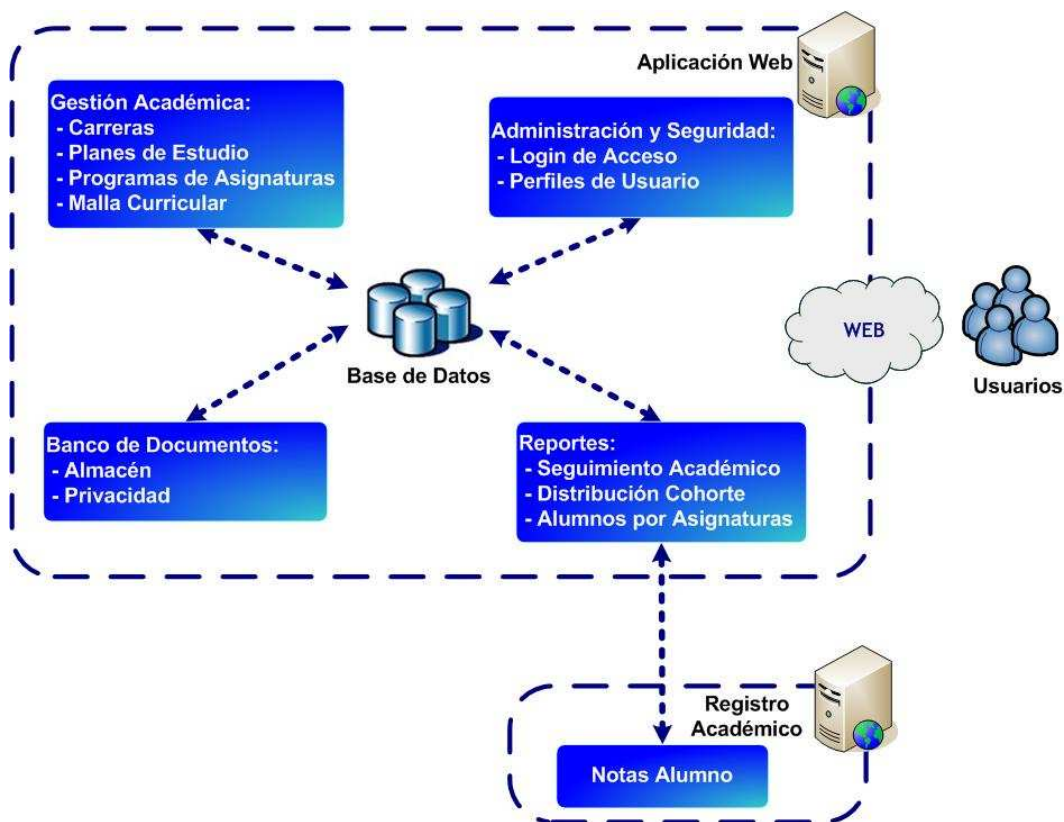 Aplicación Web
Gestión Académica:
- Carreras
- Planes de Estudio
- Programas de Asignaturas
- Malla Curricular
Administración y Seguridad:
- Login de Acceso
- Perfiles de Usuario
Base de Datos
WEB
Usuarios
Banco de Documentos:
- Almacén
- Privacidad
Reportes:
- Seguimiento Académico
- Distribución Cohorte
- Alumnos por Asignaturas
Registro
Académico
Notas Alumno